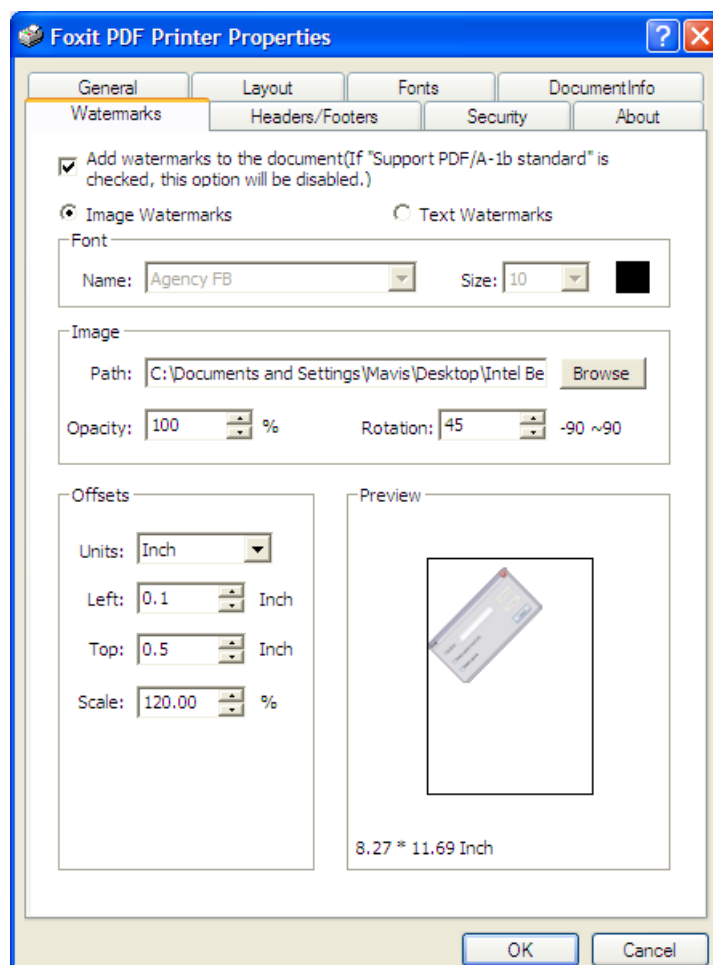 Foxit PDF Printer Properties
General Layout Fonts DocumentInfo
Watermarks Headers/Footers Security About
Add watermarks to the document(If "Support PDF/A-1b standard" is
checked, this option will be disabled.)
Image Watermarks Text Watermarks
Font
Name: Agency FB Size: 10
Image
Path: C:\Documents and Settings\Mavis\Desktop\Intel Be Browse
Opacity: 100 % Rotation: 45 -90 ~90
Offsets
Units: Inch
Left: 0.1 Inch
Top: 0.5 Inch
Scale: 120.00 %
Preview
8.27 * 11.69 Inch
OK Cancel